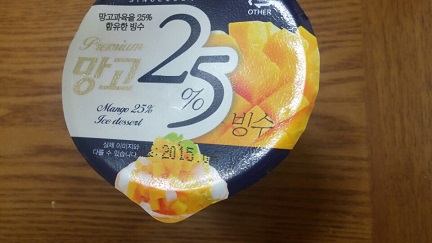 OTHER
망고과육을 25%
함유한 빙수
Premium
망고
25%
빙수
Mango 25%
Ice dessert
실제 이미지와
다를 수 있습니다
2015.